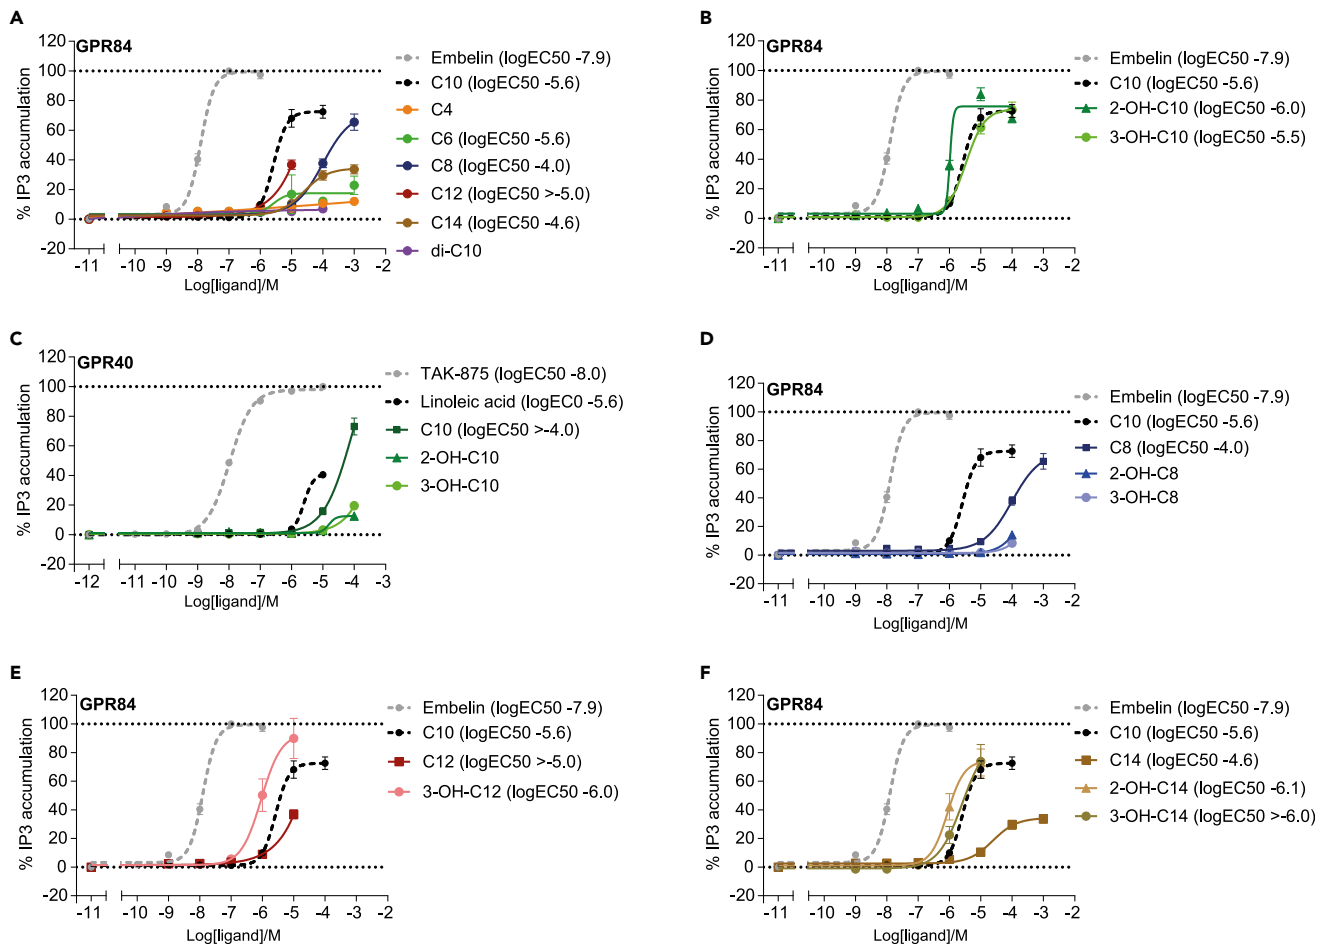 A
GPR84
120
100
80
60
40
20
0
-20
% IP3 accumulation
-11 -10 -9 -8 -7 -6 -5 -4 -3 -2
Log[ligand]/M
Embelin (logEC50 -7.9)
C10 (logEC50 -5.6)
C4
C6 (logEC50 -5.6)
C8 (logEC50 -4.0)
C12 (logEC50 >-5.0)
C14 (logEC50 -4.6)
di-C10
B
GPR84
120
100
80
60
40
20
0
-20
% IP3 accumulation
-11 -10 -9 -8 -7 -6 -5 -4 -3 -2
Log[ligand]/M
Embelin (logEC50 -7.9)
C10 (logEC50 -5.6)
2-OH-C10 (logEC50 -6.0)
3-OH-C10 (logEC50 -5.5)
C
GPR40
120
100
80
60
40
20
0
-20
% IP3 accumulation
-12 -11 -10 -9 -8 -7 -6 -5 -4 -3
Log[ligand]/M
TAK-875 (logEC50 -8.0)
Linoleic acid (logEC0 -5.6)
C10 (logEC50 >-4.0)
2-OH-C10
3-OH-C10
D
GPR84
120
100
80
60
40
20
0
-20
% IP3 accumulation
-11 -10 -9 -8 -7 -6 -5 -4 -3 -2
Log[ligand]/M
Embelin (logEC50 -7.9)
C10 (logEC50 -5.6)
C8 (logEC50 -4.0)
2-OH-C8
3-OH-C8
E
GPR84
120
100
80
60
40
20
0
-20
% IP3 accumulation
-11 -10 -9 -8 -7 -6 -5 -4 -3 -2
Log[ligand]/M
Embelin (logEC50 -7.9)
C10 (logEC50 -5.6)
C12 (logEC50 >-5.0)
3-OH-C12 (logEC50 -6.0)
F
GPR84
120
100
80
60
40
20
0
-20
% IP3 accumulation
-11 -10 -9 -8 -7 -6 -5 -4 -3 -2
Log[ligand]/M
Embelin (logEC50 -7.9)
C10 (logEC50 -5.6)
C14 (logEC50 -4.6)
2-OH-C14 (logEC50 -6.1)
3-OH-C14 (logEC50 >-6.0)